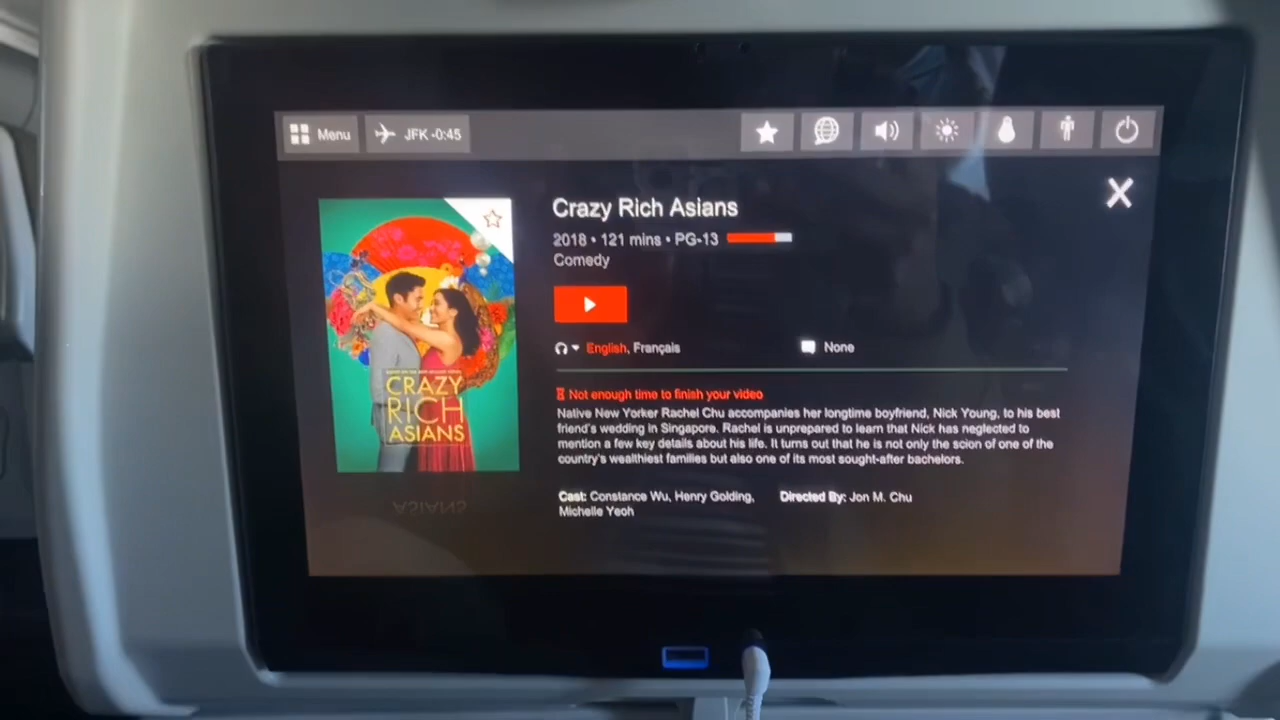 Menu
JFK -0:45
Crazy Rich Asians
2018 • 121 mins • PG-13
Comedy
English, Français
None
Not enough time to finish your video
Native New Yorker Rachel Chu accompanies her longtime boyfriend, Nick Young, to his best
friend's wedding in Singapore. Rachel is unprepared to learn that Nick has neglected to
mention a few key details about his life. It turns out that he is not only the scion of one of the
country's wealthiest families but also one of its most sought-after bachelors.
Cast: Constance Wu, Henry Golding,
Michelle Yeoh
Directed By: Jon M. Chu
CRAZY
RICH
ASIANS
ASIANS